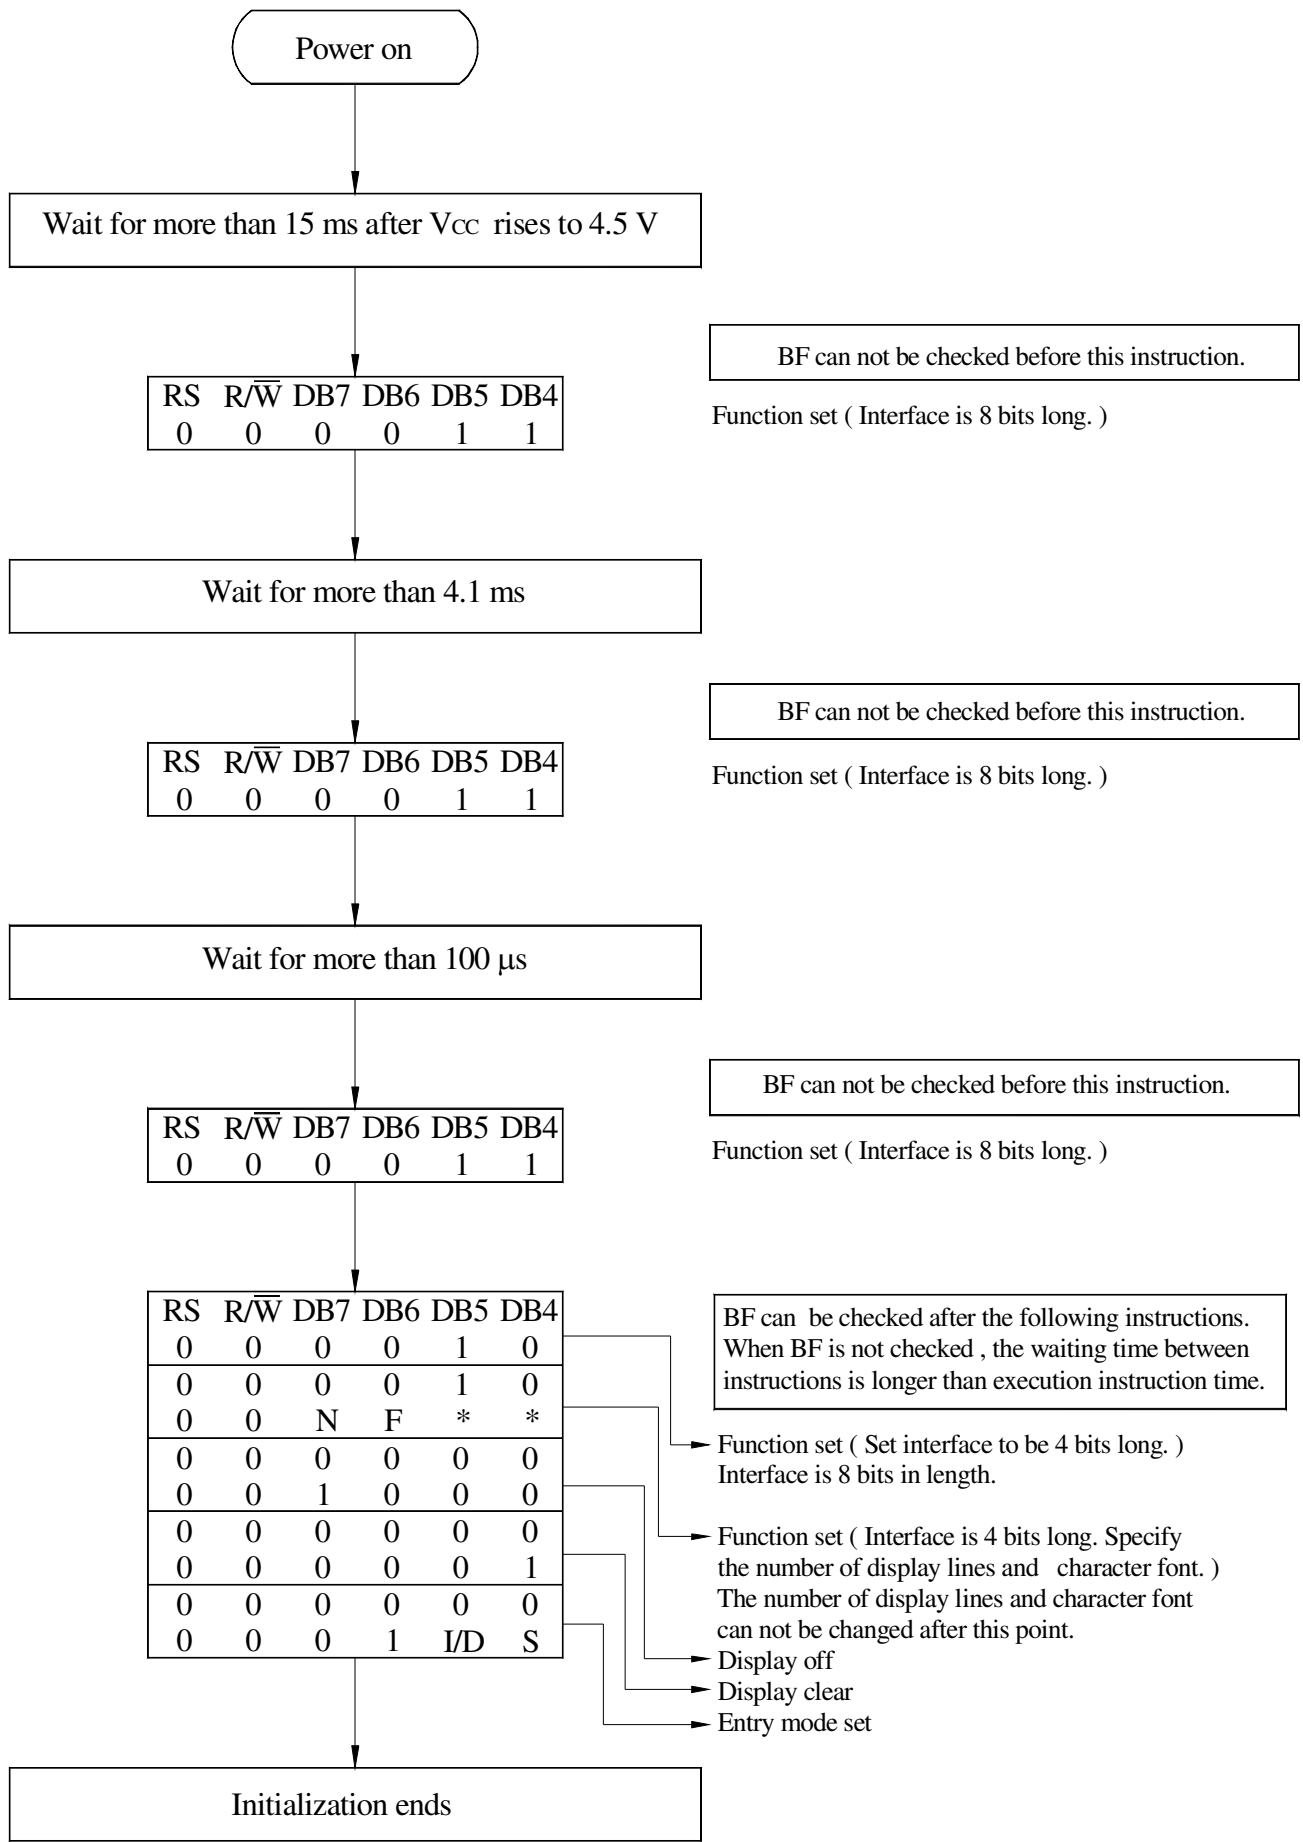 Power on
Wait for more than 15 ms after VCC rises to 4.5 V
BF can not be checked before this instruction.
RS R/W̅ DB7 DB6 DB5 DB4
0 0 0 0 1 1
Function set ( Interface is 8 bits long. )
Wait for more than 4.1 ms
BF can not be checked before this instruction.
RS R/W̅ DB7 DB6 DB5 DB4
0 0 0 0 1 1
Function set ( Interface is 8 bits long. )
Wait for more than 100 µs
BF can not be checked before this instruction.
RS R/W̅ DB7 DB6 DB5 DB4
0 0 0 0 1 1
Function set ( Interface is 8 bits long. )
RS R/W̅ DB7 DB6 DB5 DB4
0 0 0 0 1 0
0 0 0 0 1 0
0 0 N F * *
0 0 0 0 0 0
0 0 1 0 0 0
0 0 0 0 0 0
0 0 0 0 0 1
0 0 0 0 0 0
0 0 0 1 I/D S
BF can be checked after the following instructions.
When BF is not checked , the waiting time between
instructions is longer than execution instruction time.
Function set ( Set interface to be 4 bits long. )
Interface is 8 bits in length.
Function set ( Interface is 4 bits long. Specify
the number of display lines and character font. )
The number of display lines and character font
can not be changed after this point.
Display off
Display clear
Entry mode set
Initialization ends